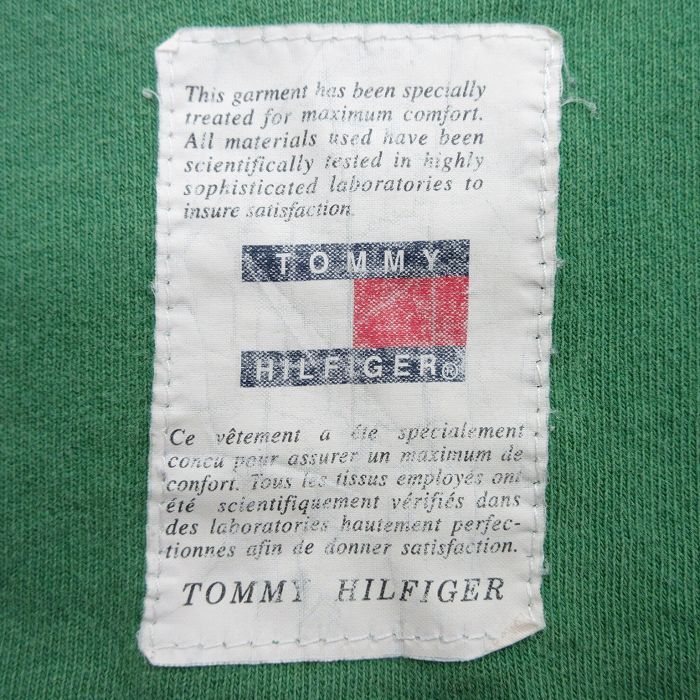 This garment has been specially
treated for maximum comfort.
All materials used have been
scientifically tested in highly
sophisticated laboratories to
insure satisfaction.
TOMMY
HILFIGER®
Ce vêtement a été specialement
concu pour assurer un maximum de
confort. Tous les tissus employés ont
été scientifiquement vérifiés dans
des laboratories hautement perfec-
tionnes afin de donner satisfaction.
TOMMY HILFIGER